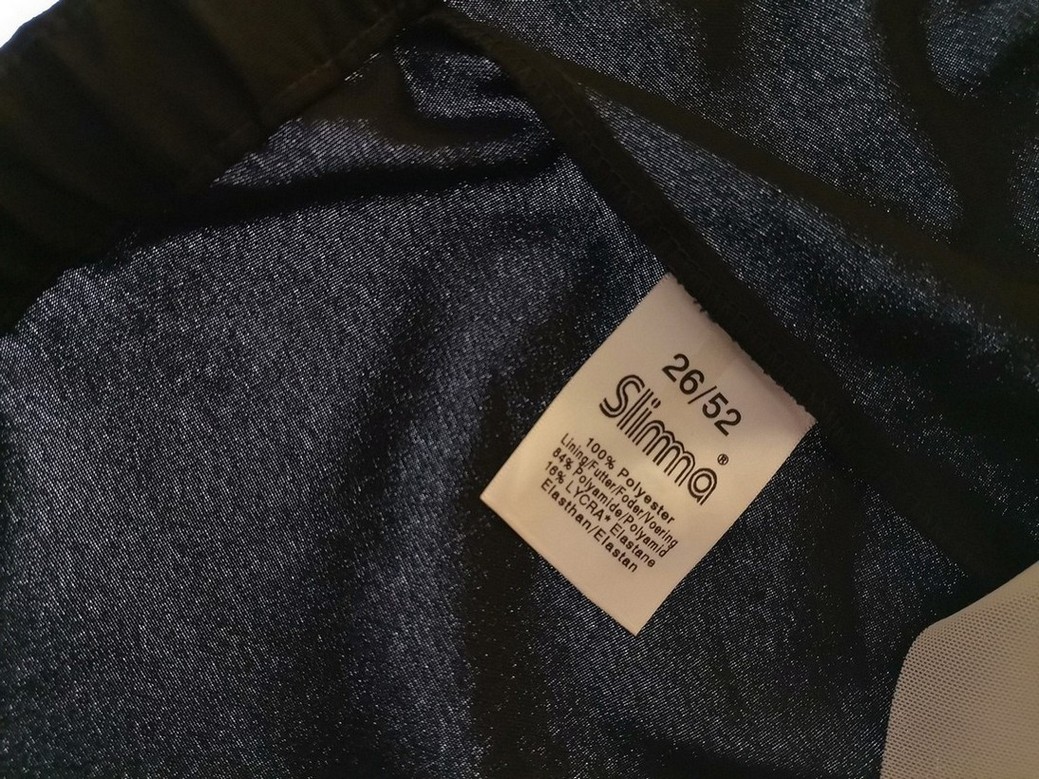 26/52
Slimma®
100% Polyester
Lining/Futter/Foder/Voering
84% Polyamide/Polyamid
16% LYCRA* Elastane
Elasthan/Elastan